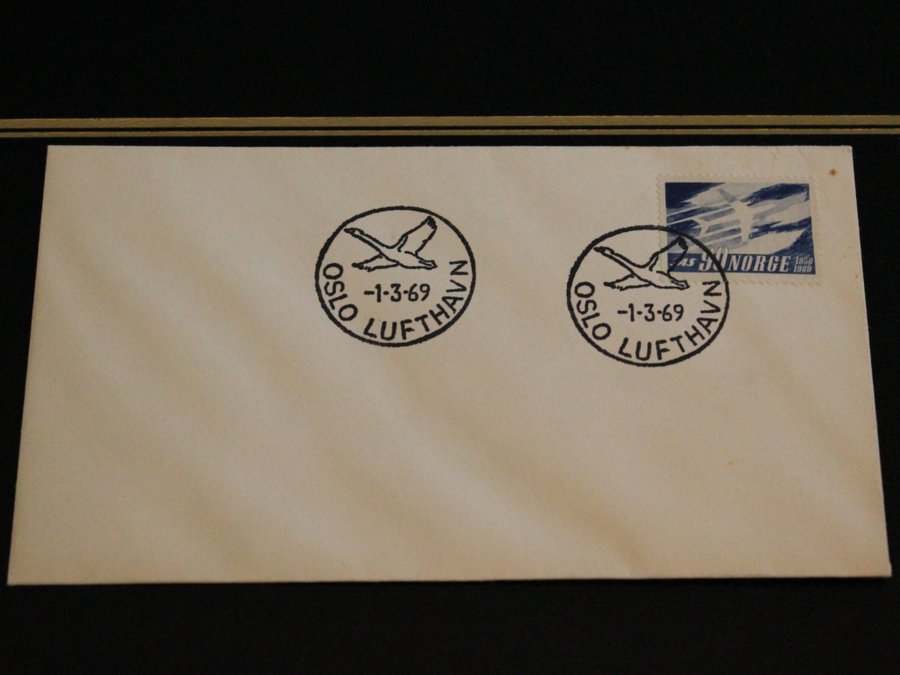 -1-3-69
OSLO LUFTHAVN
SAS 90 NORGE 1950
1960
-1-3-69
OSLO LUFTHAVN